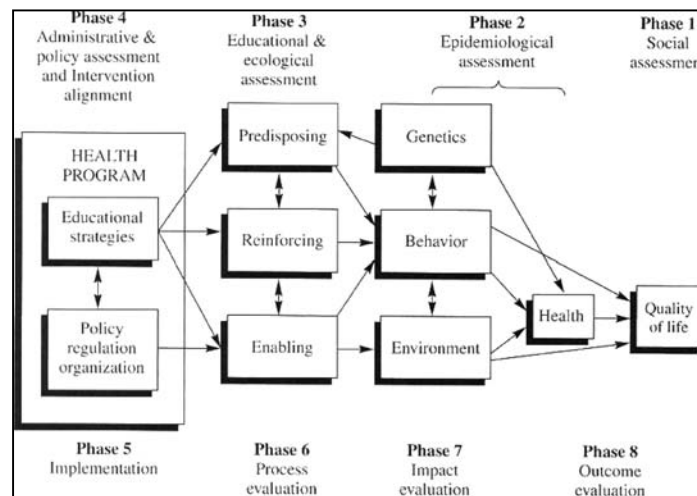 Phase 4
Administrative &
policy assessment
and Intervention
alignment
Phase 3
Educational &
ecological
assessment
Phase 2
Epidemiological
assessment
Phase 1
Social
HEALTH
PROGRAM
Educational
strategies
Policy
regulation
organization
Predisposing
Reinforcing
Enabling
Genetics
Behavior
Environment
Health
Quality
of life
Phase 5
Implementation
Phase 6
Process
evaluation
Phase 7
Impact
evaluation
Phase 8
Outcome
evaluation